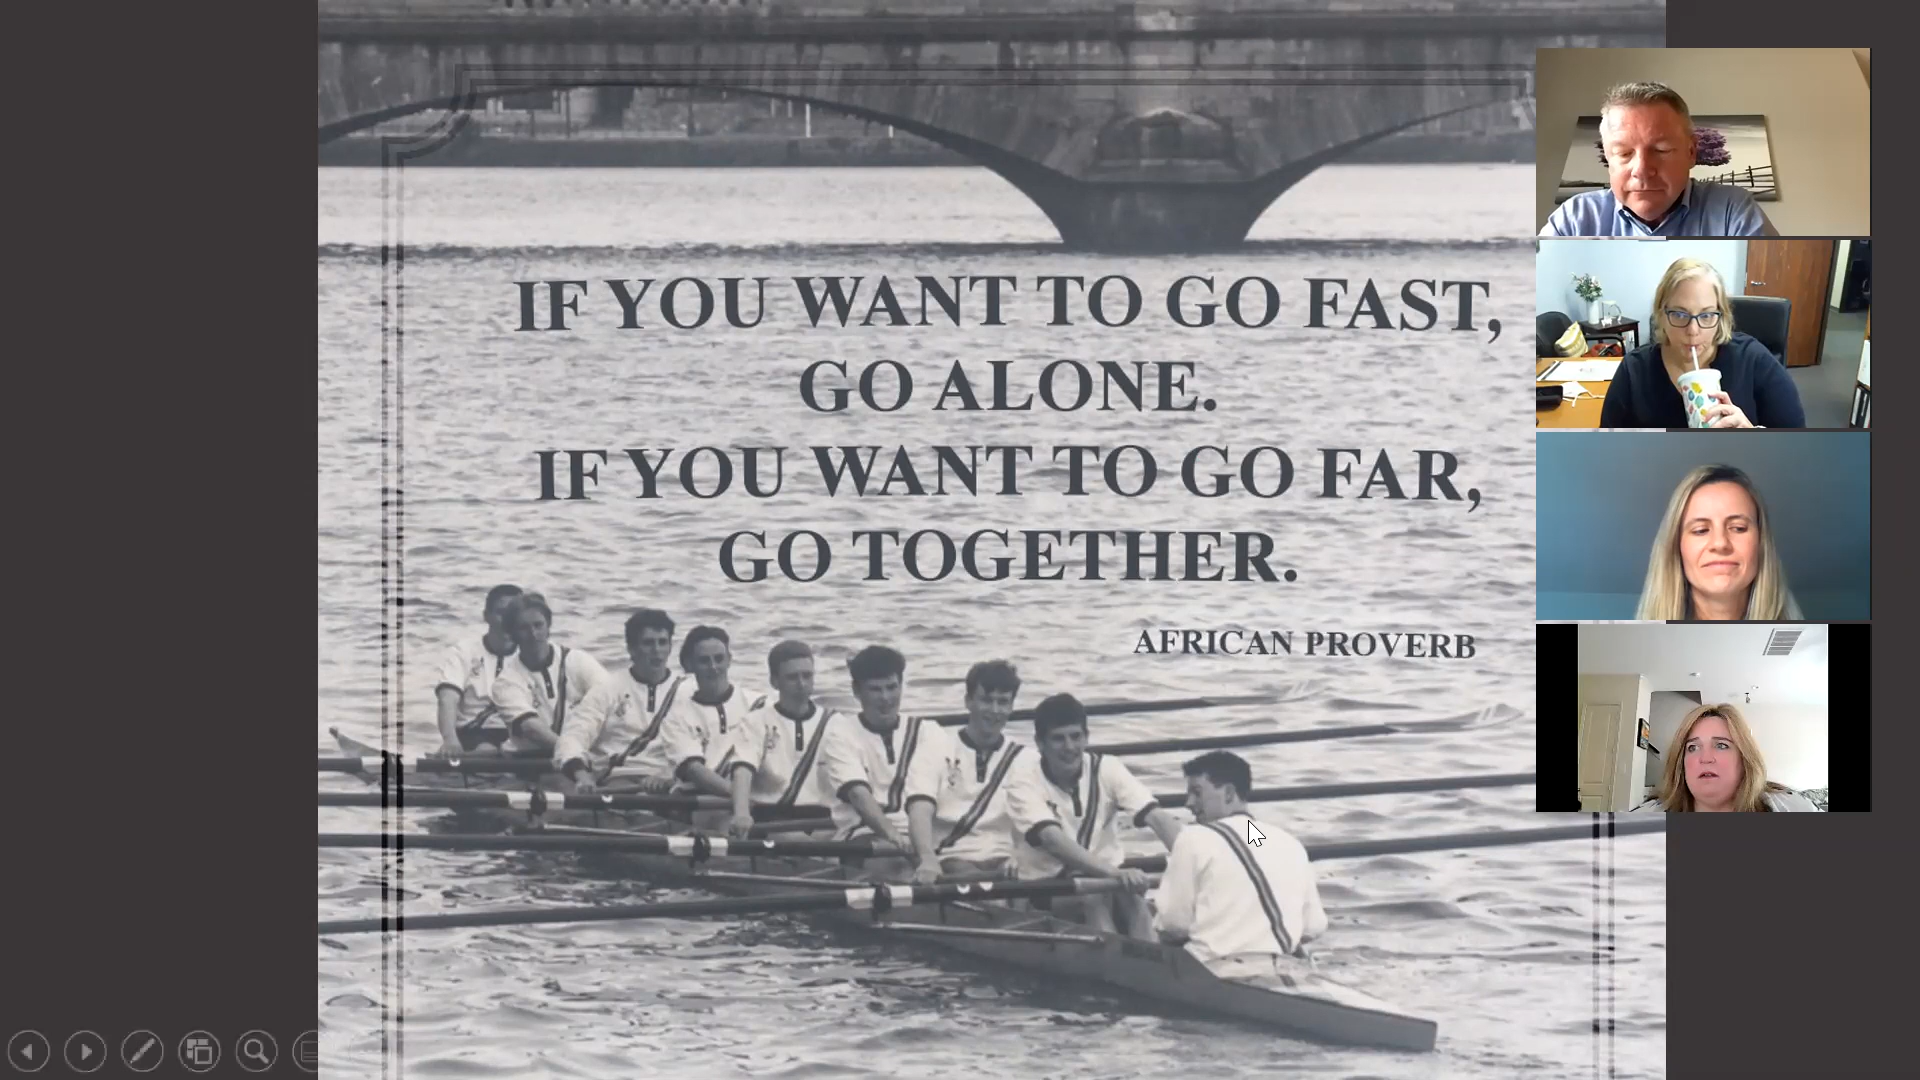 IF YOU WANT TO GO FAST,
GO ALONE.
IF YOU WANT TO GO FAR,
GO TOGETHER.
AFRICAN PROVERB